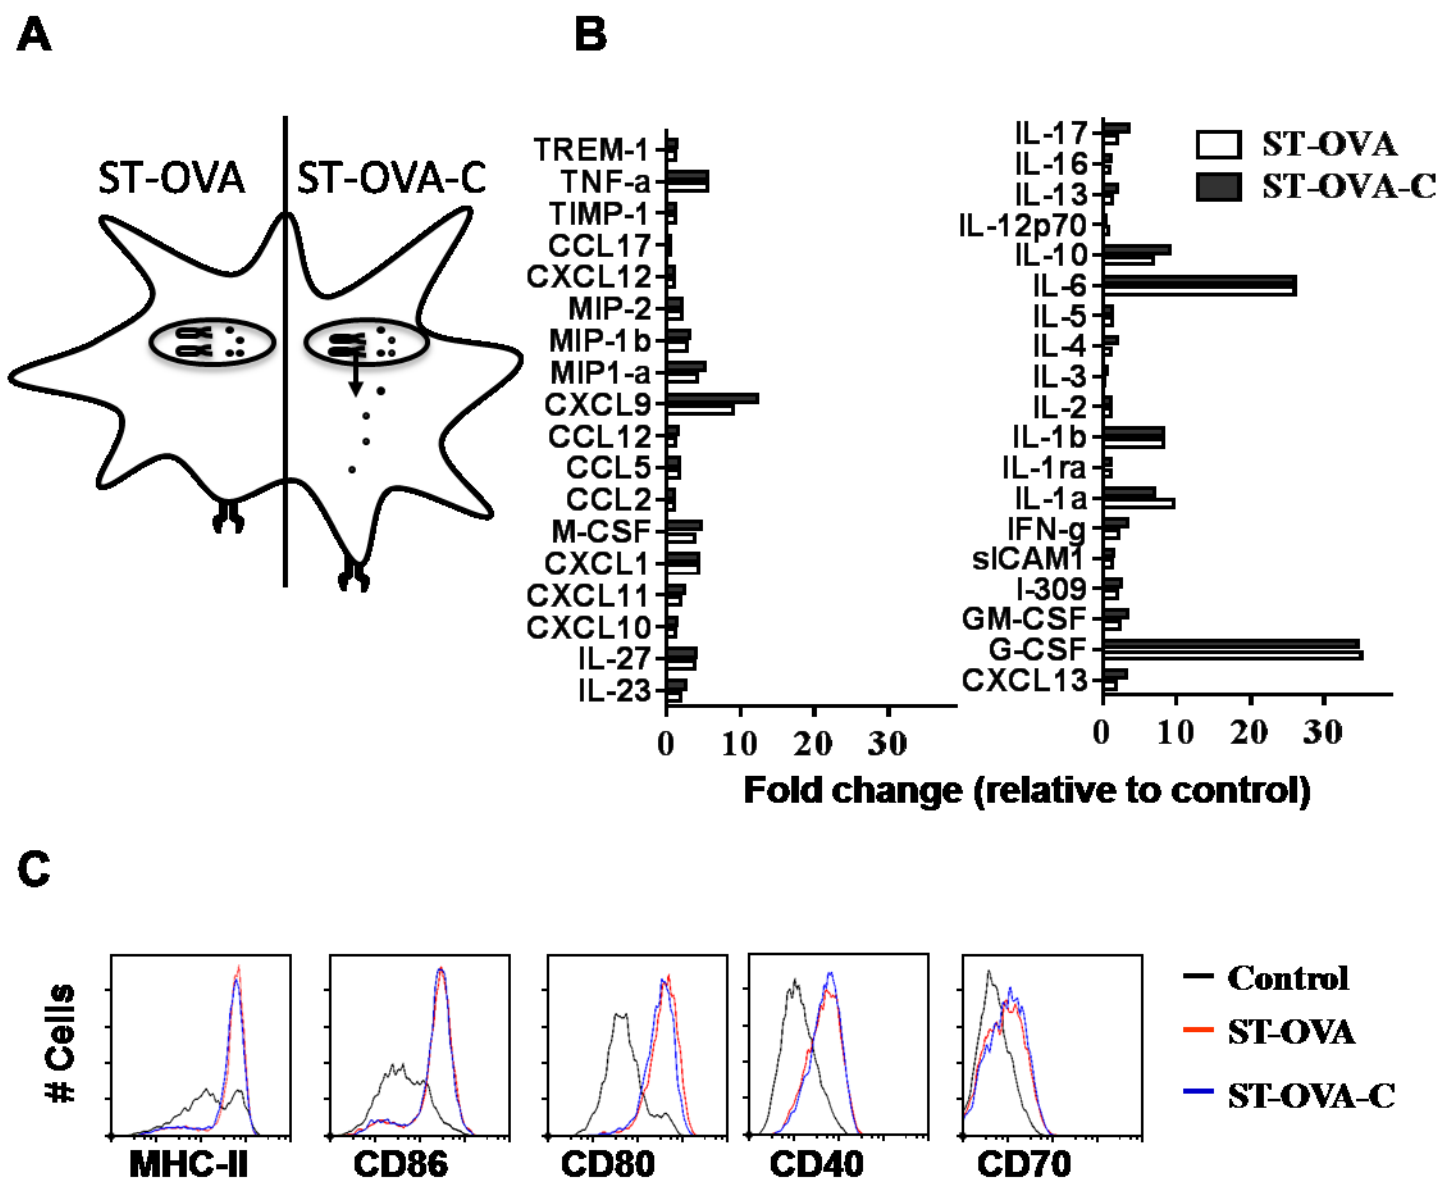 A
B
ST-OVA
ST-OVA-C
TREM-1
TNF-a
TIMP-1
CCL17
CXCL12
MIP-2
MIP-1b
MIP1-a
CXCL9
CCL12
CCL5
CCL2
M-CSF
CXCL1
CXCL11
CXCL10
IL-27
IL-23
0 10 20 30
IL-17
IL-16
IL-13
IL-12p70
IL-10
IL-6
IL-5
IL-4
IL-3
IL-2
IL-1b
IL-1ra
IL-1a
IFN-g
sICAM1
I-309
GM-CSF
G-CSF
CXCL13
0 10 20 30
ST-OVA
ST-OVA-C
Fold change (relative to control)
C
# Cells
MHC-II
CD86
CD80
CD40
CD70
Control
ST-OVA
ST-OVA-C